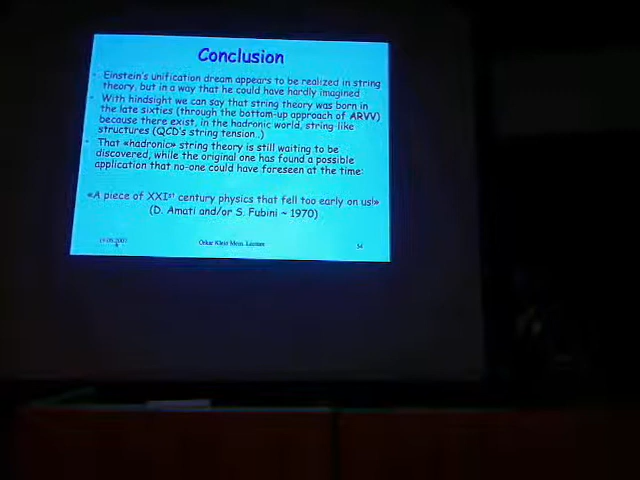 Conclusion
• Einstein's unification dream appears to be realized in string
theory, but in a way that he could have hardly imagined
• With hindsight we can say that string theory was born in
the late sixties (through the bottom-up approach of ARVV)
because there exist, in the hadronic world, string-like
structures (QCD's string tension..)
• That «hadronic» string theory is still waiting to be
discovered, while the original one has found a possible
application that no-one could have foreseen at the time:
«A piece of XXIst century physics that fell too early on us!»
(D. Amati and/or S. Fubini ~ 1970)
Oskar Klein Mem. Lecture
54